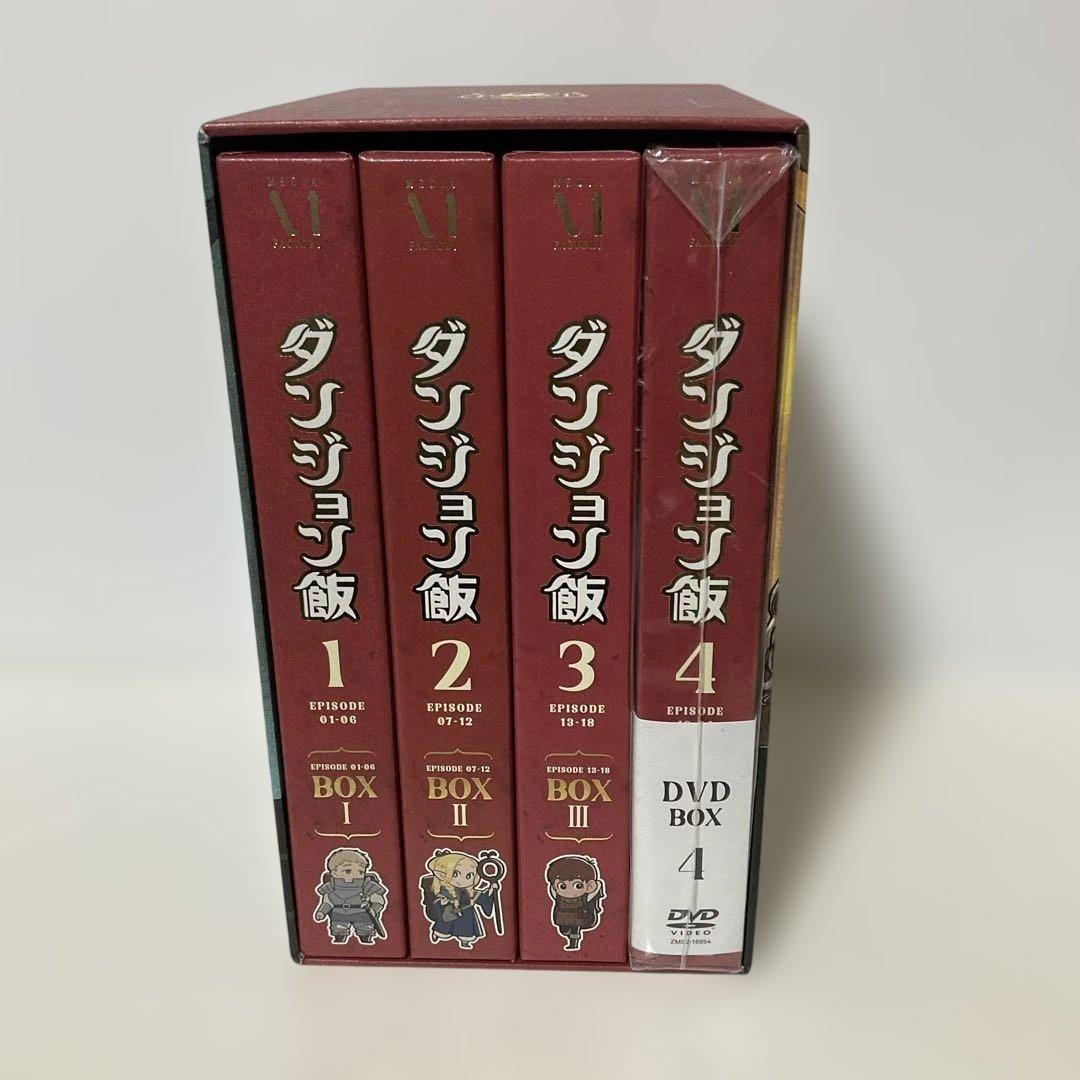 MEDIA
FACTORY
ダンジョン飯
1
EPISODE
01-06
EPISODE 01-06
BOX
I
MEDIA
FACTORY
ダンジョン飯
2
EPISODE
07-12
EPISODE 07-12
BOX
II
MEDIA
FACTORY
ダンジョン飯
3
EPISODE
13-18
EPISODE 13-18
BOX
III
MEDIA
FACTORY
ダンジョン飯
4
EPISODE
DVD
BOX
4
DVD
VIDEO